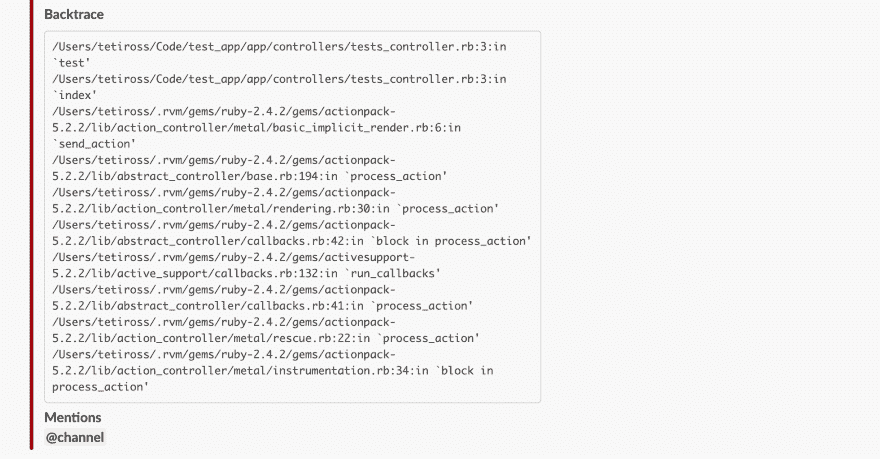 Backtrace
/Users/tetiross/Code/test_app/app/controllers/tests_controller.rb:3:in
`test'
/Users/tetiross/Code/test_app/app/controllers/tests_controller.rb:3:in
`index'
/Users/tetiross/.rvm/gems/ruby-2.4.2/gems/actionpack-
5.2.2/lib/action_controller/metal/basic_implicit_render.rb:6:in
`send_action'
/Users/tetiross/.rvm/gems/ruby-2.4.2/gems/actionpack-
5.2.2/lib/abstract_controller/base.rb:194:in `process_action'
/Users/tetiross/.rvm/gems/ruby-2.4.2/gems/actionpack-
5.2.2/lib/action_controller/metal/rendering.rb:30:in `process_action'
/Users/tetiross/.rvm/gems/ruby-2.4.2/gems/actionpack-
5.2.2/lib/abstract_controller/callbacks.rb:42:in `block in process_action'
/Users/tetiross/.rvm/gems/ruby-2.4.2/gems/activesupport-
5.2.2/lib/active_support/callbacks.rb:132:in `run_callbacks'
/Users/tetiross/.rvm/gems/ruby-2.4.2/gems/actionpack-
5.2.2/lib/abstract_controller/callbacks.rb:41:in `process_action'
/Users/tetiross/.rvm/gems/ruby-2.4.2/gems/actionpack-
5.2.2/lib/action_controller/metal/rescue.rb:22:in `process_action'
/Users/tetiross/.rvm/gems/ruby-2.4.2/gems/actionpack-
5.2.2/lib/action_controller/metal/instrumentation.rb:34:in `block in
process_action'
Mentions
@channel